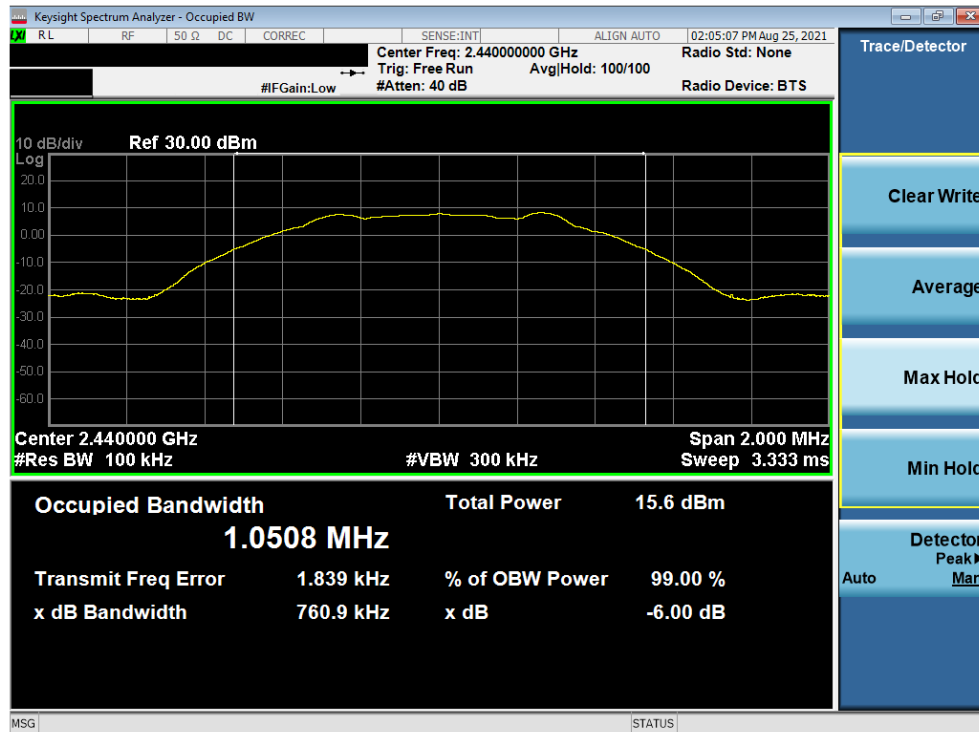 Keysight Spectrum Analyzer - Occupied BW
LXI RL RF 50 Ω DC CORREC SENSE:INT ALIGN AUTO 02:05:07 PM Aug 25, 2021
Center Freq: 2.440000000 GHz Radio Std: None
Trig: Free Run Avg|Hold: 100/100
#IFGain:Low #Atten: 40 dB Radio Device: BTS
10 dB/div Ref 30.00 dBm
Log
20.0
10.0
0.00
-10.0
-20.0
-30.0
-40.0
-50.0
-60.0
Center 2.440000 GHz Span 2.000 MHz
#Res BW 100 kHz #VBW 300 kHz Sweep 3.333 ms
Occupied Bandwidth Total Power 15.6 dBm
1.0508 MHz
Transmit Freq Error 1.839 kHz % of OBW Power 99.00 %
x dB Bandwidth 760.9 kHz x dB -6.00 dB
MSG STATUS
Trace/Detector
Clear Write
Average
Max Hold
Min Hold
Detector
Peak
Auto Man